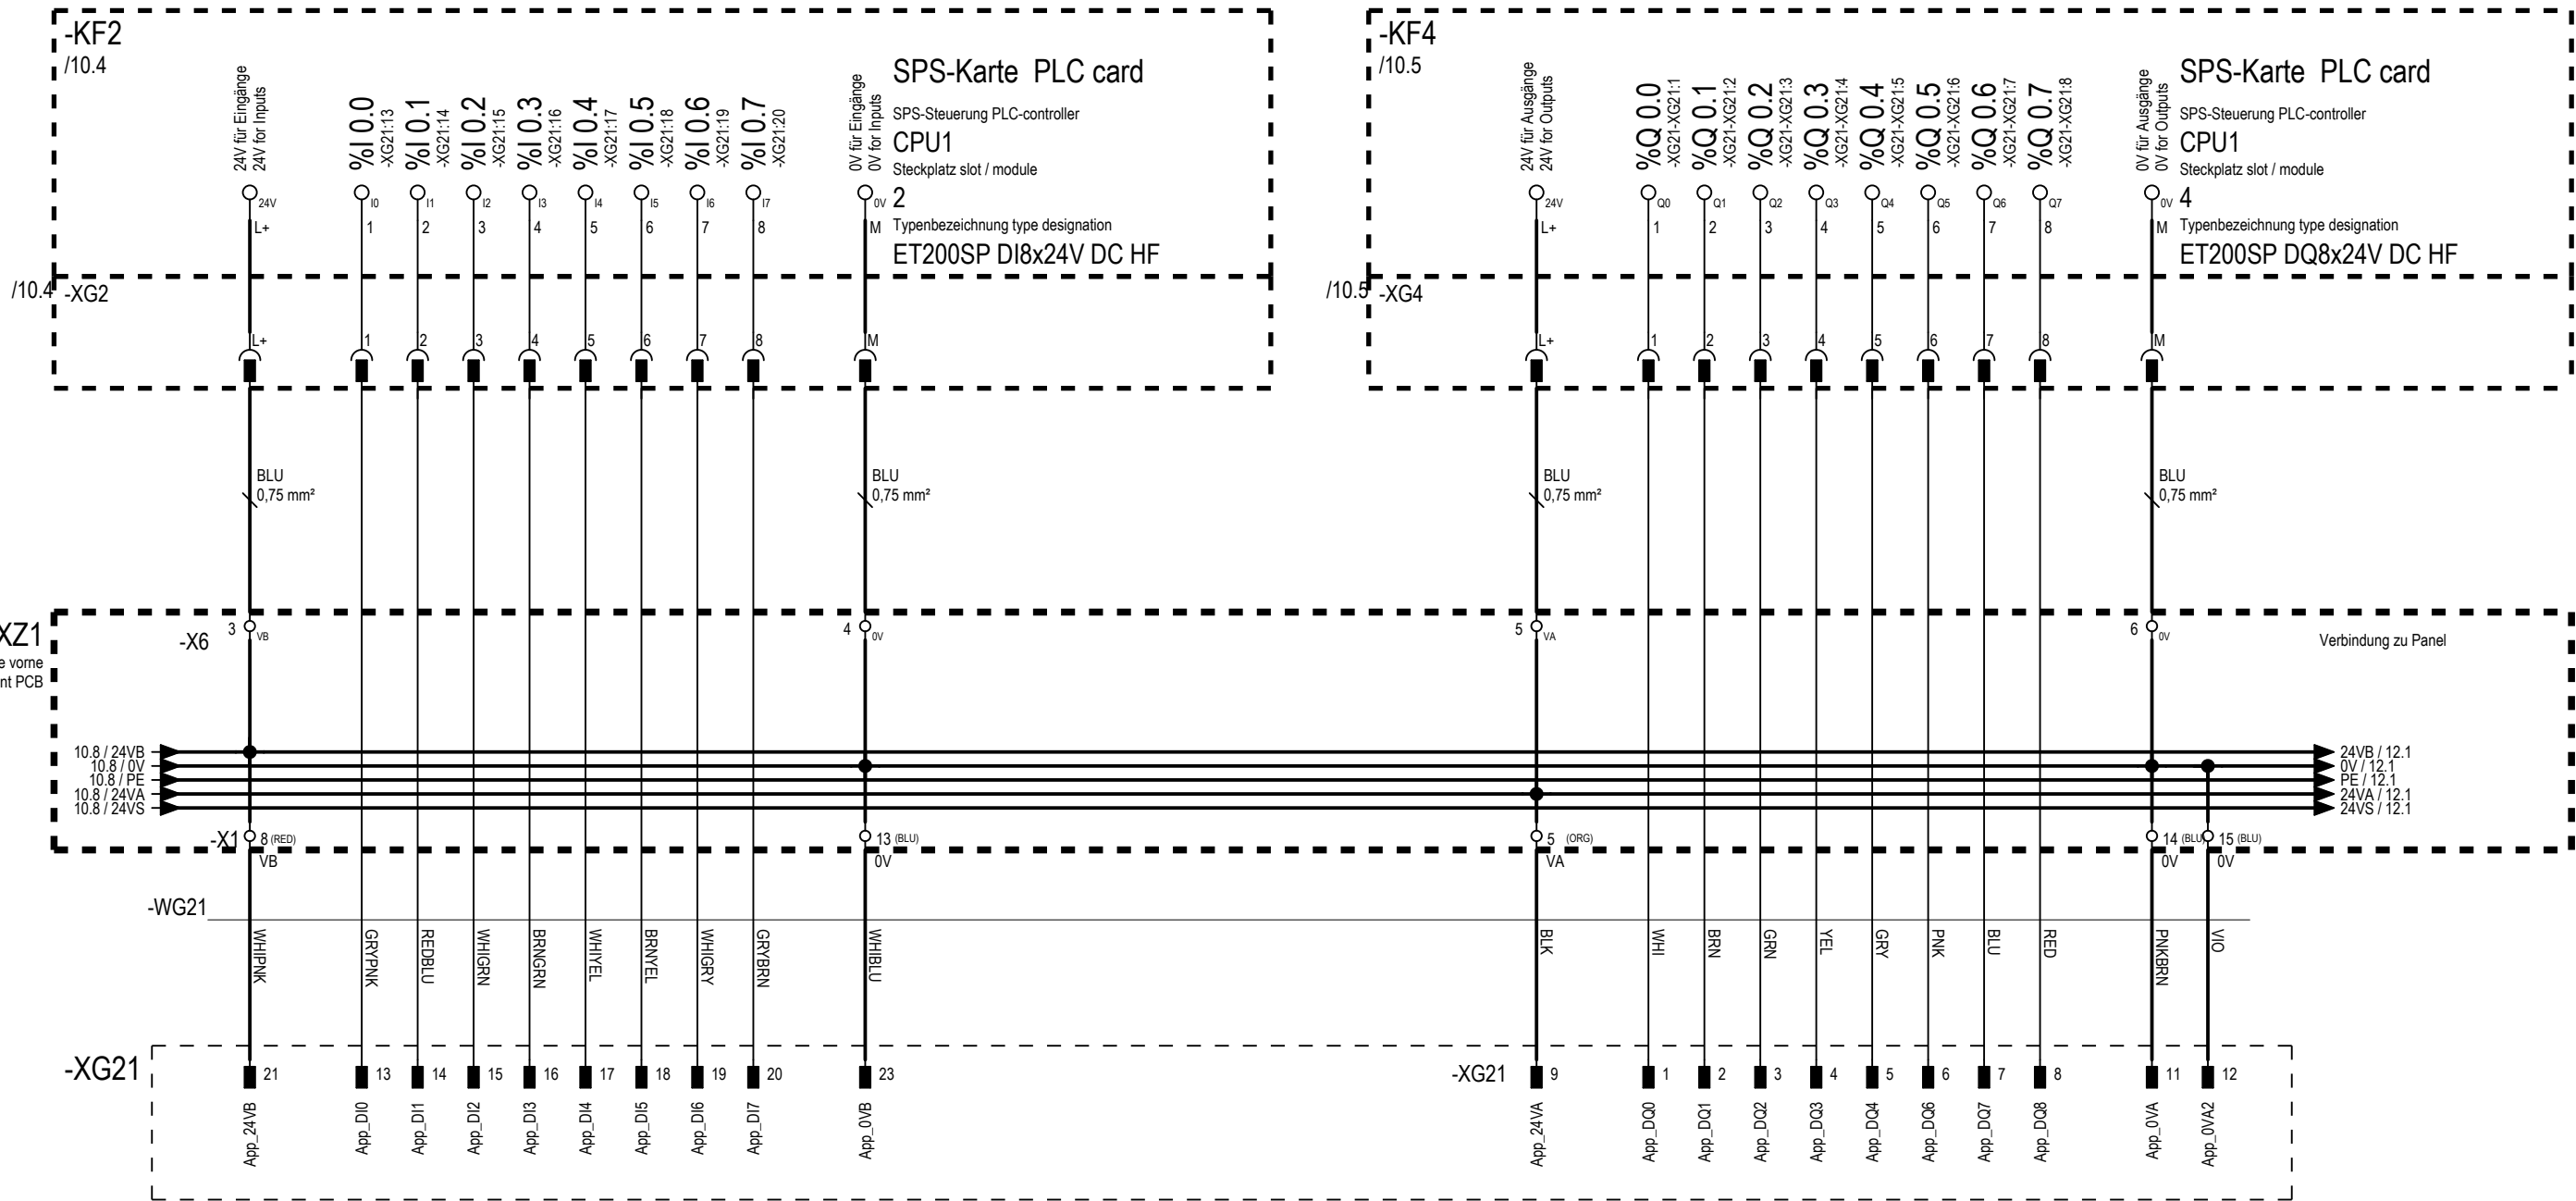 -KF2
/10.4
24V für Eingänge
24V for Inputs
%I 0.0
-XG21:13
%I 0.1
-XG21:14
%I 0.2
-XG21:15
%I 0.3
-XG21:16
%I 0.4
-XG21:17
%I 0.5
-XG21:18
%I 0.6
-XG21:19
%I 0.7
-XG21:20
0V für Eingänge
0V for Inputs
SPS-Karte PLC card
SPS-Steuerung PLC-controller
CPU1
Steckplatz slot / module
2
Typenbezeichnung type designation
ET200SP DI8x24V DC HF
24V I0 I1 I2 I3 I4 I5 I6 I7 0V
L+ 1 2 3 4 5 6 7 8 M
/10.4 -XG2
L+ 1 2 3 4 5 6 7 8 M
BLU
0,75 mm²
BLU
0,75 mm²
-KF4
/10.5
24V für Ausgänge
24V for Outputs
%Q 0.0
-XG21-XG21:1
%Q 0.1
-XG21-XG21:2
%Q 0.2
-XG21-XG21:3
%Q 0.3
-XG21-XG21:4
%Q 0.4
-XG21-XG21:5
%Q 0.5
-XG21-XG21:6
%Q 0.6
-XG21-XG21:7
%Q 0.7
-XG21-XG21:8
0V für Ausgänge
0V for Outputs
SPS-Karte PLC card
SPS-Steuerung PLC-controller
CPU1
Steckplatz slot / module
4
Typenbezeichnung type designation
ET200SP DQ8x24V DC HF
24V Q0 Q1 Q2 Q3 Q4 Q5 Q6 Q7 0V
L+ 1 2 3 4 5 6 7 8 M
/10.5 -XG4
L+ 1 2 3 4 5 6 7 8 M
BLU
0,75 mm²
BLU
0,75 mm²
XZ1
e vorne
nt PCB
-X6
3 VB
4 0V
5 VA
6 0V
Verbindung zu Panel
10.8 / 24VB
10.8 / 0V
10.8 / PE
10.8 / 24VA
10.8 / 24VS
24VB / 12.1
0V / 12.1
PE / 12.1
24VA / 12.1
24VS / 12.1
-X1
8 (RED)
VB
13 (BLU)
0V
5 (ORG)
VA
14 (BLU)
0V
15 (BLU)
0V
-WG21
WHIPNK
GRYPNK
REDBLU
WHIGRN
BRNGRN
WHIYEL
BRNYEL
WHIGRY
GRYBRN
WHIBLU
BLK
WHI
BRN
GRN
YEL
GRY
PNK
BLU
RED
PNKBRN
VIO
-XG21
21 13 14 15 16 17 18 19 20 23
-XG21
9 1 2 3 4 5 6 7 8 11 12
App_24VB
App_DI0
App_DI1
App_DI2
App_DI3
App_DI4
App_DI5
App_DI6
App_DI7
App_0VB
App_24VA
App_DQ0
App_DQ1
App_DQ2
App_DQ3
App_DQ4
App_DQ6
App_DQ7
App_DQ8
App_0VA
App_0VA2